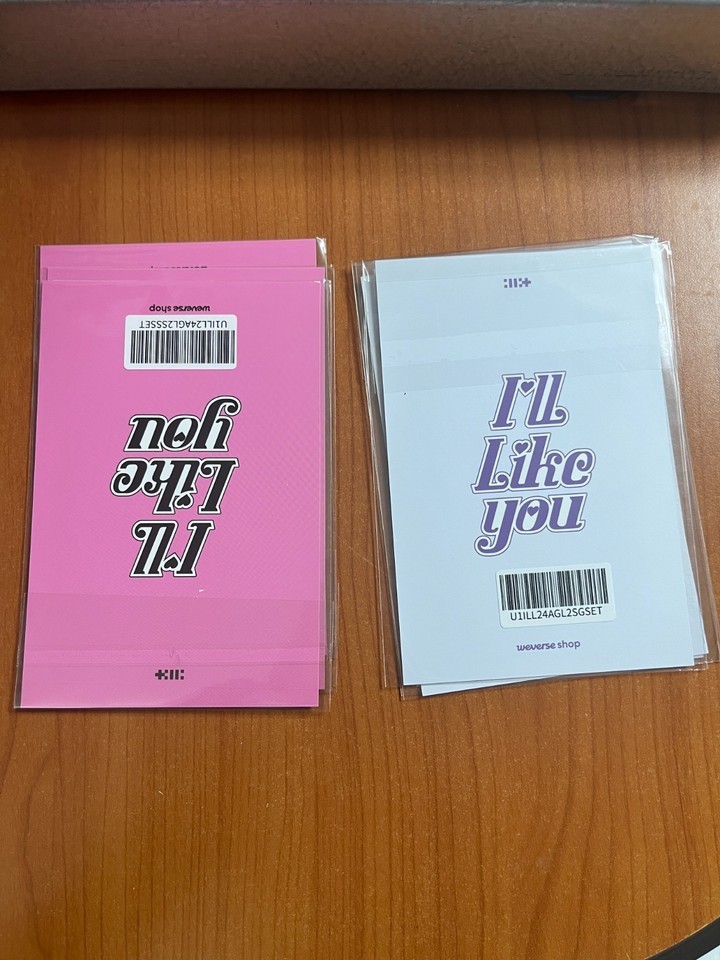 weverse shop
U1ILL24AGL2SSSET
I'll
Like
you
I'll
Like
you
U1ILL24AGL2SGSET
weverse shop